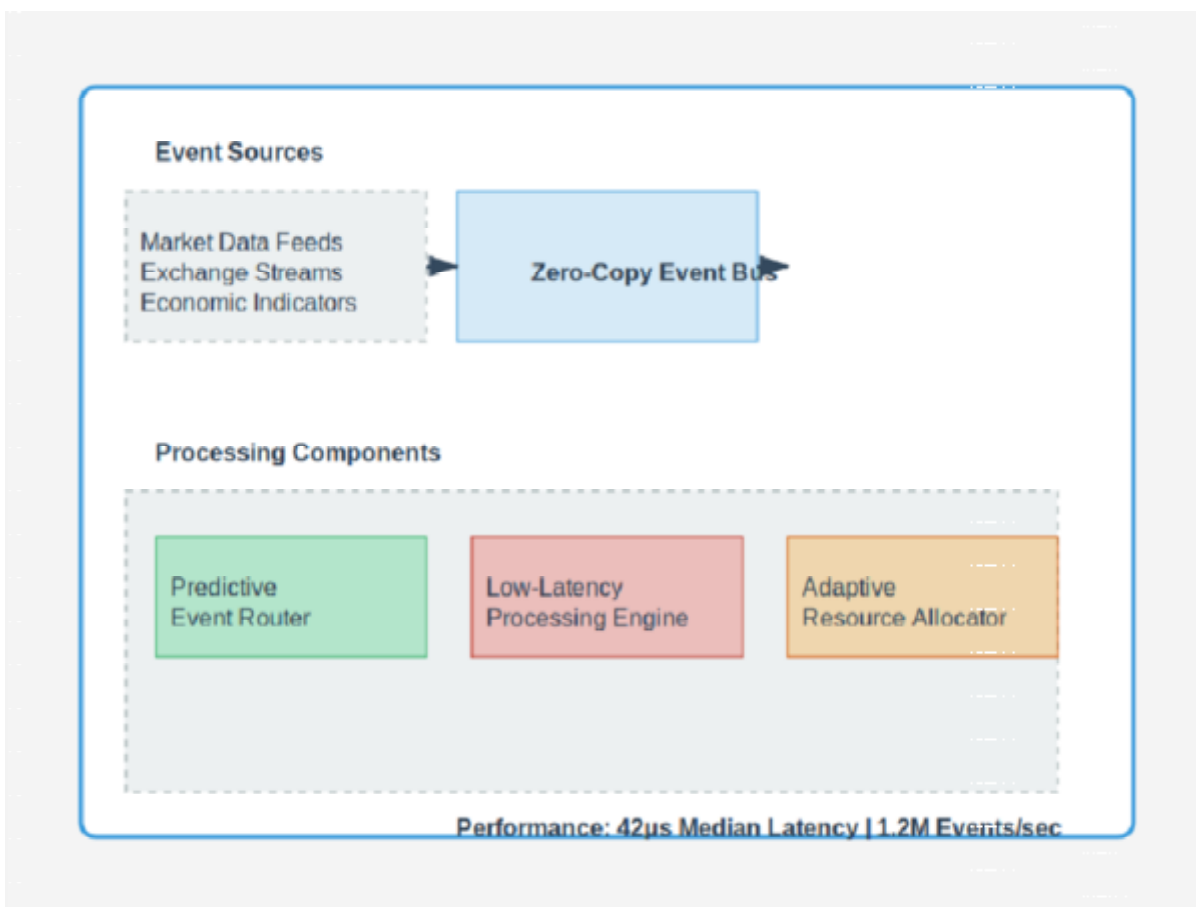 Event Sources
Market Data Feeds
Exchange Streams
Economic Indicators
Zero-Copy Event Bus
Processing Components
Predictive
Event Router
Low-Latency
Processing Engine
Adaptive
Resource Allocator
Performance: 42μs Median Latency | 1.2M Events/sec